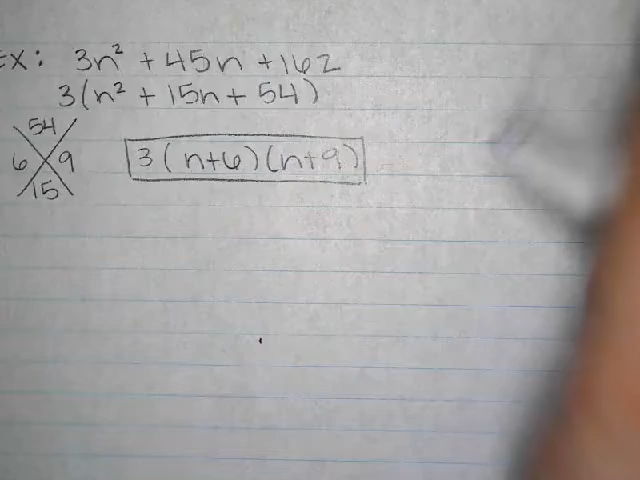 EX: 3n² + 45n + 162
3(n² + 15n + 54)
54
6 9
15
3(n+6)(n+9)